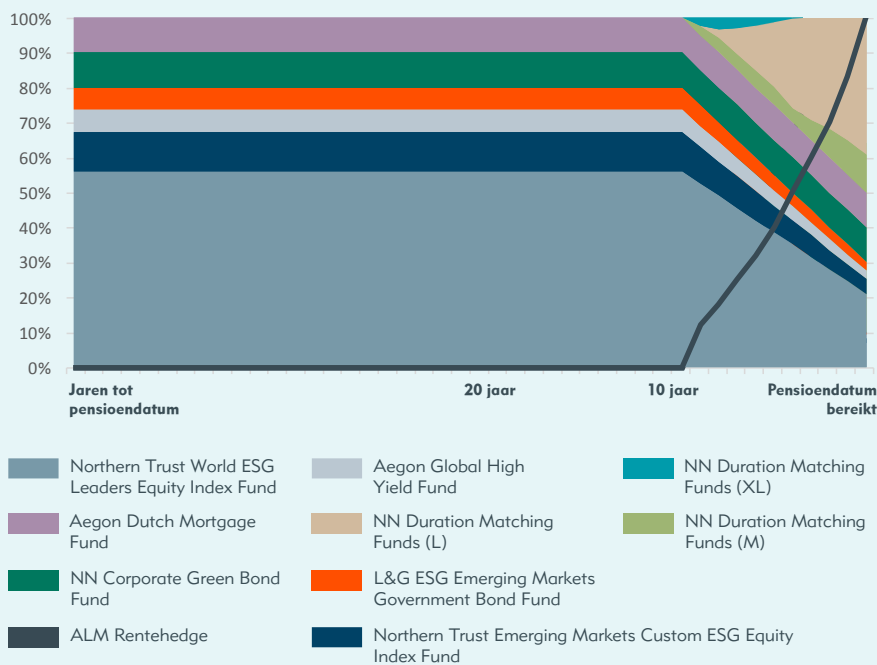 100%
90%
80%
70%
60%
50%
40%
30%
20%
10%
0%
Jaren tot
pensioendatum
20 jaar
10 jaar
Pensioendatum
bereikt
Northern Trust World ESG
Leaders Equity Index Fund
Aegon Global High
Yield Fund
NN Duration Matching
Funds (XL)
Aegon Dutch Mortgage
Fund
NN Duration Matching
Funds (L)
NN Duration Matching
Funds (M)
NN Corporate Green Bond
Fund
L&G ESG Emerging Markets
Government Bond Fund
ALM Rentehedge
Northern Trust Emerging Markets Custom ESG Equity
Index Fund